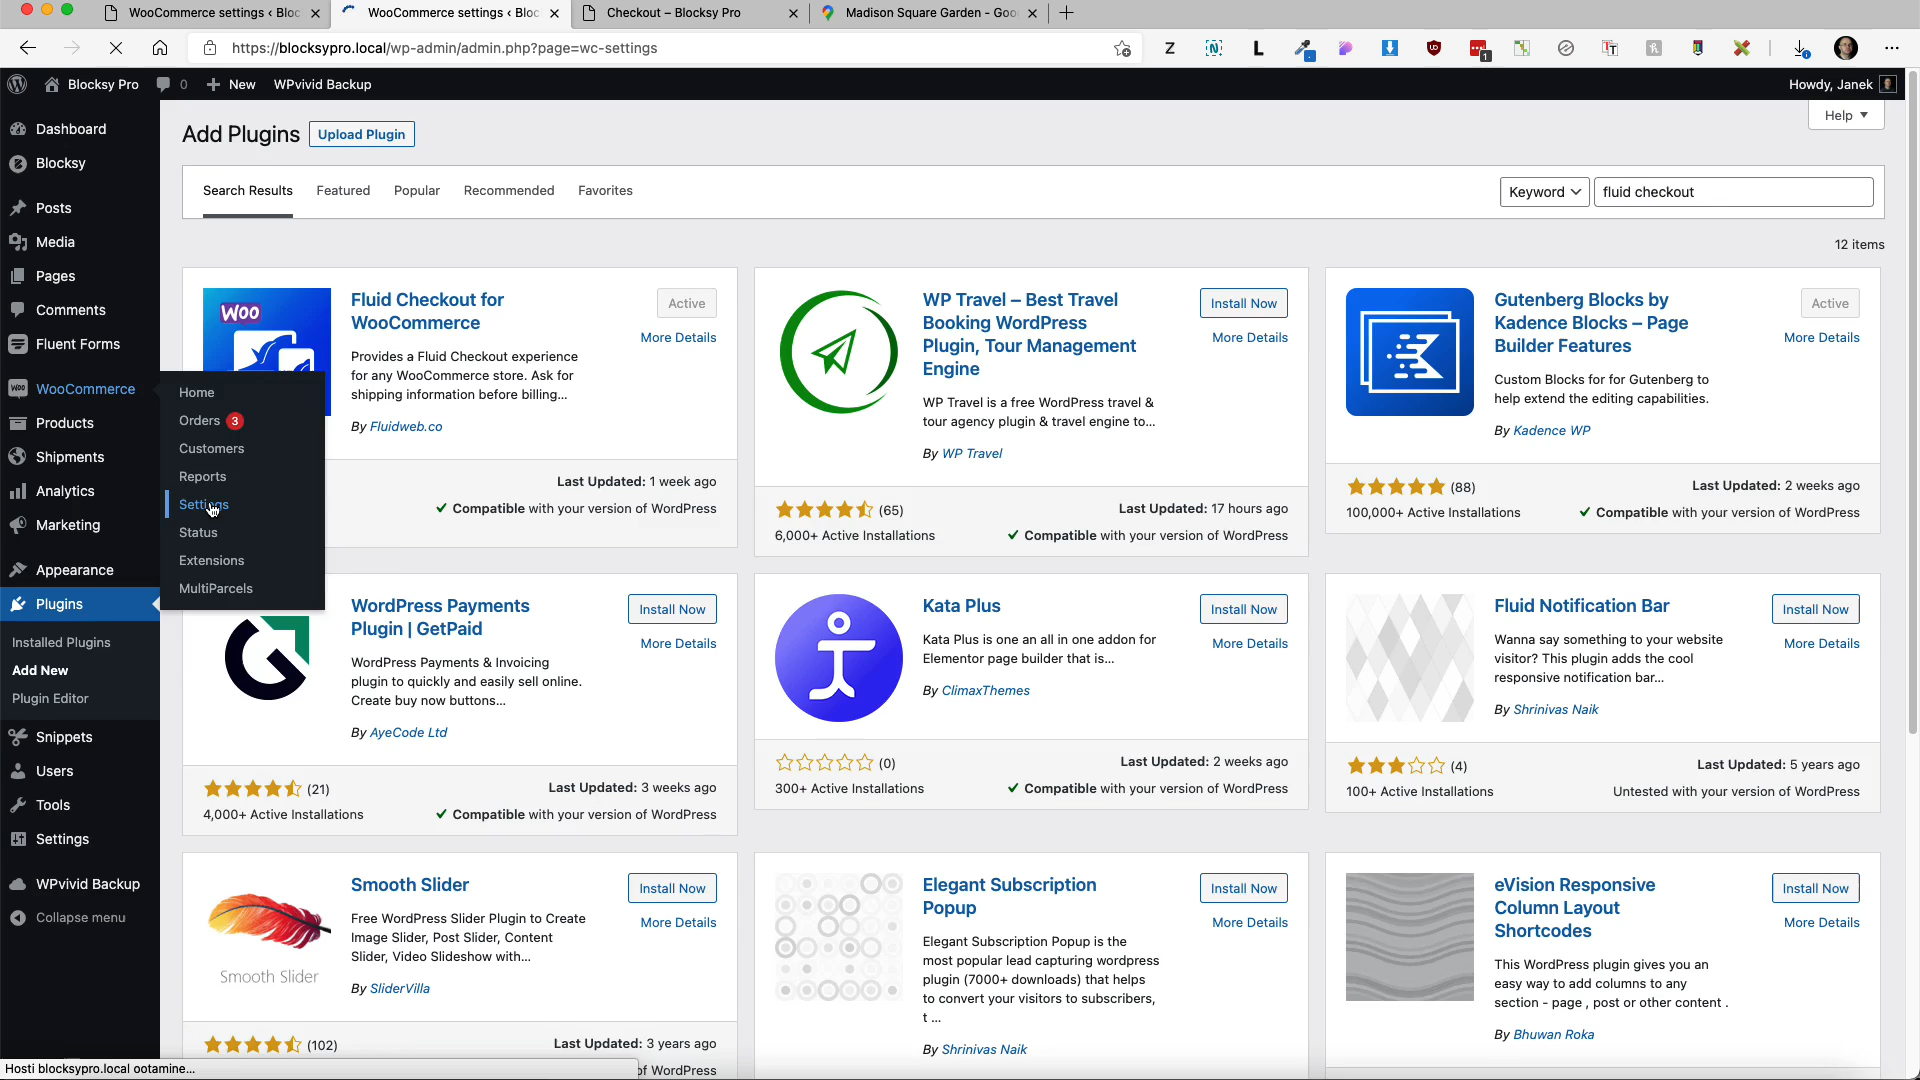 WooCommerce settings ‹ Bloc
WooCommerce settings ‹ Bloc
Checkout – Blocksy Pro
Madison Square Garden - Goo
https://blocksypro.local/wp-admin/admin.php?page=wc-settings
Blocksy Pro
0
New
WPvivid Backup
Howdy, Janek
Dashboard
Blocksy
Posts
Media
Pages
Comments
Fluent Forms
WooCommerce
Products
Shipments
Analytics
Marketing
Appearance
Plugins
Installed Plugins
Add New
Plugin Editor
Snippets
Users
Tools
Settings
WPvivid Backup
Collapse menu
Home
Orders 3
Customers
Reports
Settings
Status
Extensions
MultiParcels
Add Plugins
Upload Plugin
Help
Search Results
Featured
Popular
Recommended
Favorites
Keyword
fluid checkout
12 items
WOO
Fluid Checkout for
WooCommerce
Active
More Details
Provides a Fluid Checkout experience
for any WooCommerce store. Ask for
shipping information before billing...
By Fluidweb.co
Last Updated: 1 week ago
Compatible with your version of WordPress
WP Travel – Best Travel
Booking WordPress
Plugin, Tour Management
Engine
Install Now
More Details
WP Travel is a free WordPress travel &
tour agency plugin & travel engine to...
By WP Travel
(65)
Last Updated: 17 hours ago
6,000+ Active Installations
Compatible with your version of WordPress
Gutenberg Blocks by
Kadence Blocks – Page
Builder Features
Active
More Details
Custom Blocks for for Gutenberg to
help extend the editing capabilities.
By Kadence WP
(88)
Last Updated: 2 weeks ago
100,000+ Active Installations
Compatible with your version of WordPress
WordPress Payments
Plugin | GetPaid
Install Now
More Details
WordPress Payments & Invoicing
plugin to quickly and easily sell online.
Create buy now buttons...
By AyeCode Ltd
(21)
Last Updated: 3 weeks ago
4,000+ Active Installations
Compatible with your version of WordPress
Kata Plus
Install Now
More Details
Kata Plus is one an all in one addon for
Elementor page builder that is...
By ClimaxThemes
(0)
Last Updated: 2 weeks ago
300+ Active Installations
Compatible with your version of WordPress
Fluid Notification Bar
Install Now
More Details
Wanna say something to your website
visitor? This plugin adds the cool
responsive notification bar...
By Shrinivas Naik
(4)
Last Updated: 5 years ago
100+ Active Installations
Untested with your version of WordPress
Smooth Slider
Smooth Slider
Install Now
More Details
Free WordPress Slider Plugin to Create
Image Slider, Post Slider, Content
Slider, Video Slideshow with...
By SliderVilla
(102)
Last Updated: 3 years ago
of WordPress
Elegant Subscription
Popup
Install Now
More Details
Elegant Subscription Popup is the
most popular lead capturing wordpress
plugin (7000+ downloads) that helps
to convert your visitors to subscribers,
t ...
By Shrinivas Naik
eVision Responsive
Column Layout
Shortcodes
Install Now
More Details
This WordPress plugin gives you an
easy way to add columns to any
section - page , post or other content .
By Bhuwan Roka
Hosti blocksypro.local ootamine...